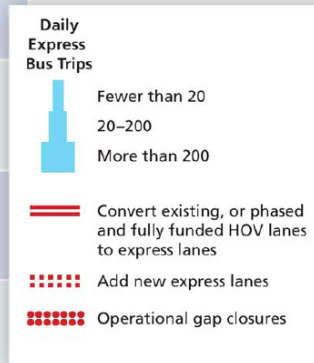 Daily
Express
Bus Trips
Fewer than 20
20–200
More than 200
Convert existing, or phased
and fully funded HOV lanes
to express lanes
Add new express lanes
Operational gap closures